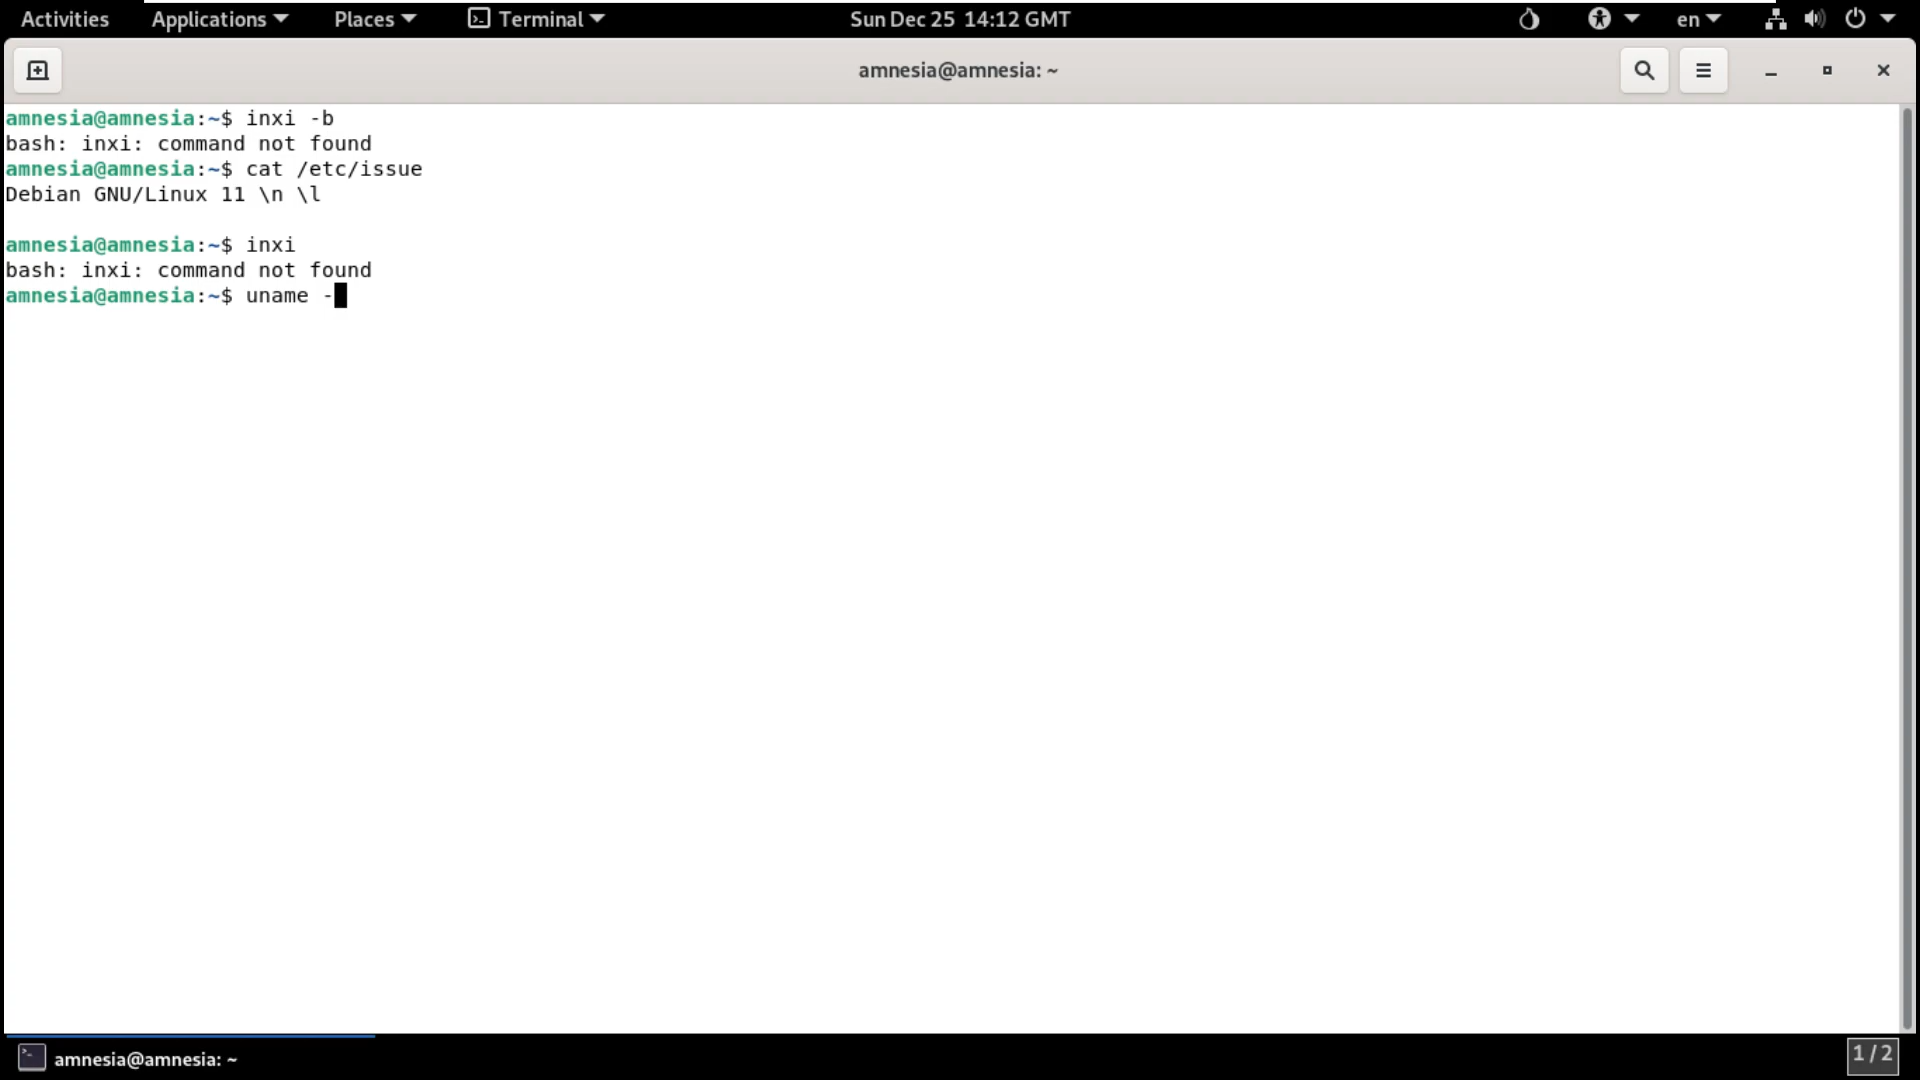 Activities Applications Places Terminal Sun Dec 25 14:12 GMT en
amnesia@amnesia: ~
amnesia@amnesia:~$ inxi -b
bash: inxi: command not found
amnesia@amnesia:~$ cat /etc/issue
Debian GNU/Linux 11 \n \l
amnesia@amnesia:~$ inxi
bash: inxi: command not found
amnesia@amnesia:~$ uname -
amnesia@amnesia: ~ 1 / 2